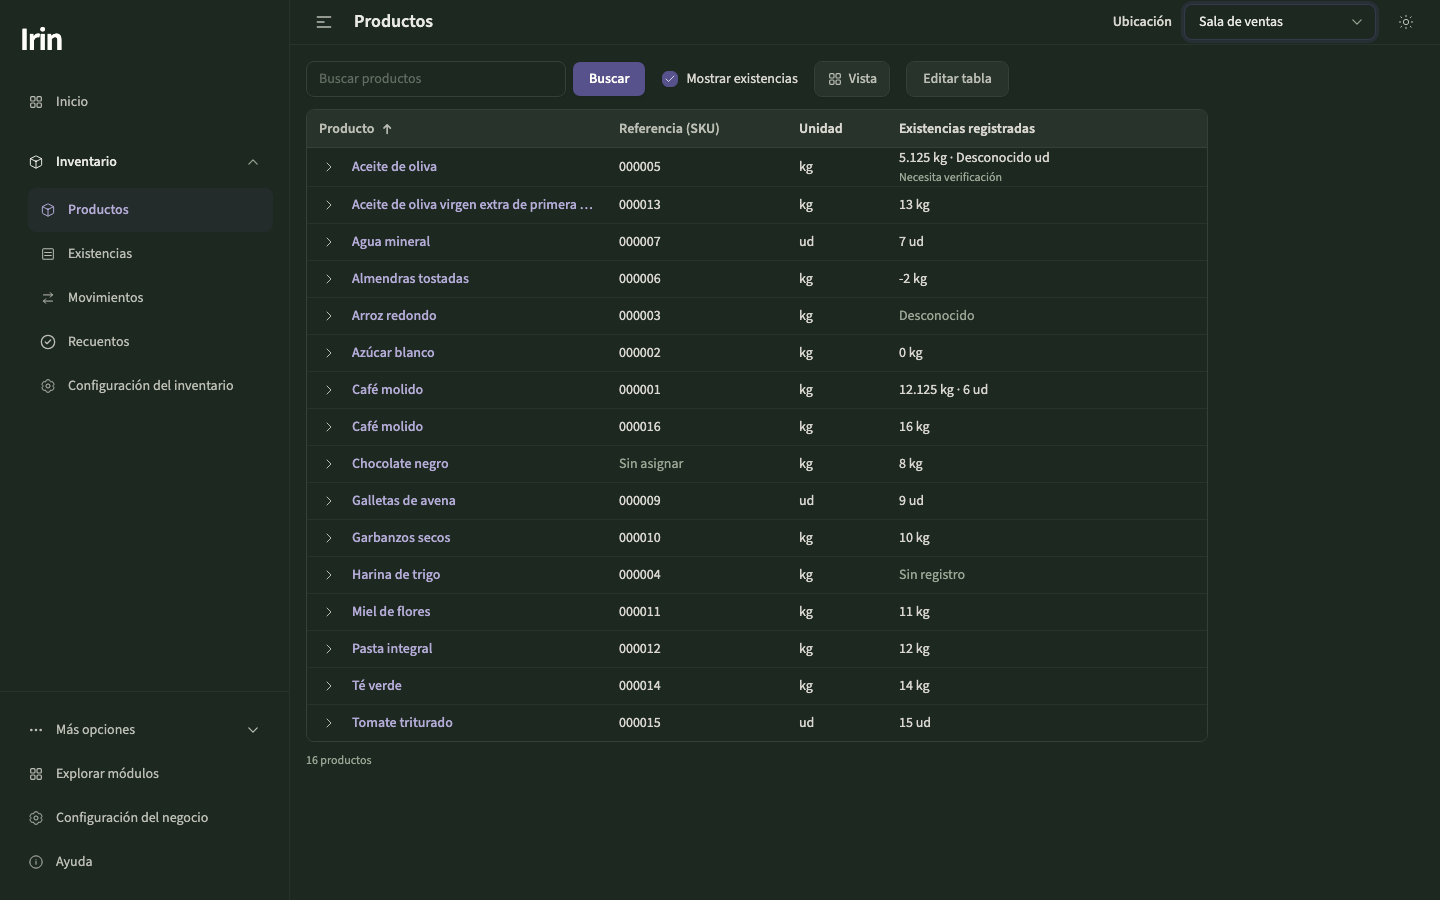 Irin
Productos
Ubicación
Sala de ventas
Inicio
Inventario
Productos
Existencias
Movimientos
Recuentos
Configuración del inventario
Más opciones
Explorar módulos
Configuración del negocio
Ayuda
Buscar productos
Buscar
Mostrar existencias
Vista
Editar tabla
Producto Referencia (SKU) Unidad Existencias registradas
Aceite de oliva 000005 kg 5.125 kg · Desconocido ud
Necesita verificación
Aceite de oliva virgen extra de primera ... 000013 kg 13 kg
Agua mineral 000007 ud 7 ud
Almendras tostadas 000006 kg -2 kg
Arroz redondo 000003 kg Desconocido
Azúcar blanco 000002 kg 0 kg
Café molido 000001 kg 12.125 kg · 6 ud
Café molido 000016 kg 16 kg
Chocolate negro Sin asignar kg 8 kg
Galletas de avena 000009 ud 9 ud
Garbanzos secos 000010 kg 10 kg
Harina de trigo 000004 kg Sin registro
Miel de flores 000011 kg 11 kg
Pasta integral 000012 kg 12 kg
Té verde 000014 kg 14 kg
Tomate triturado 000015 ud 15 ud
16 productos